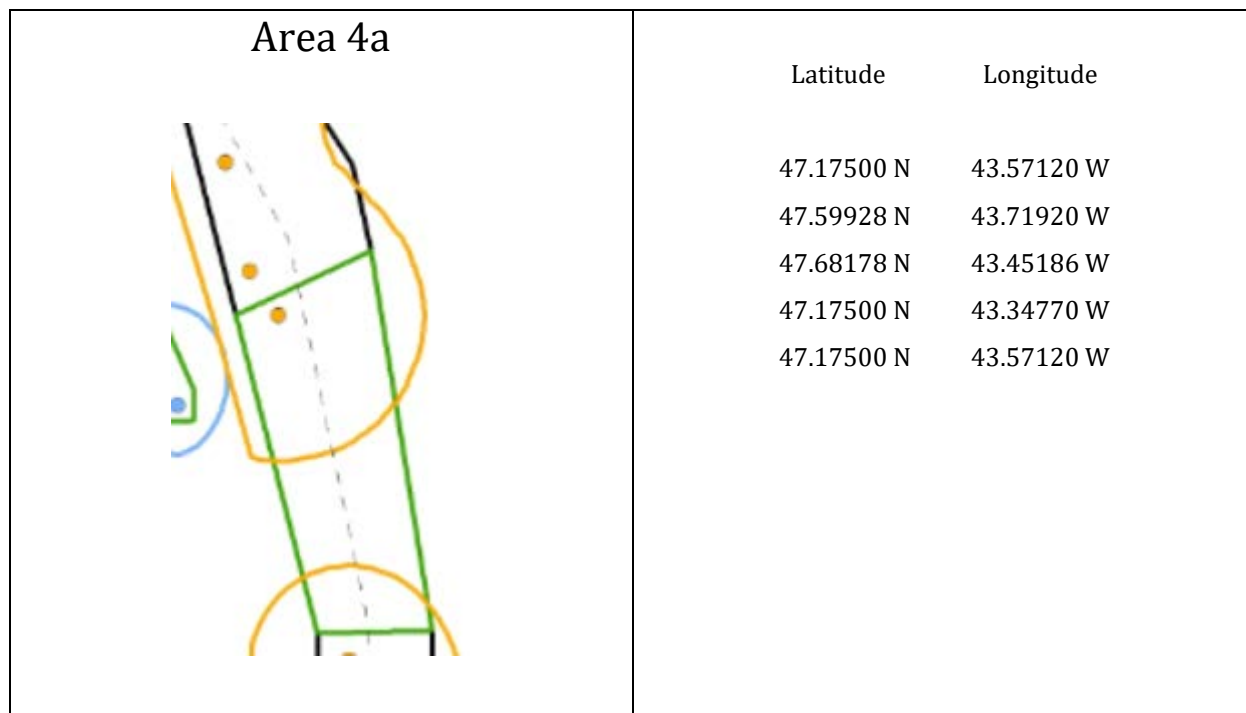 Area 4a
Latitude Longitude
47.17500 N 43.57120 W
47.59928 N 43.71920 W
47.68178 N 43.45186 W
47.17500 N 43.34770 W
47.17500 N 43.57120 W